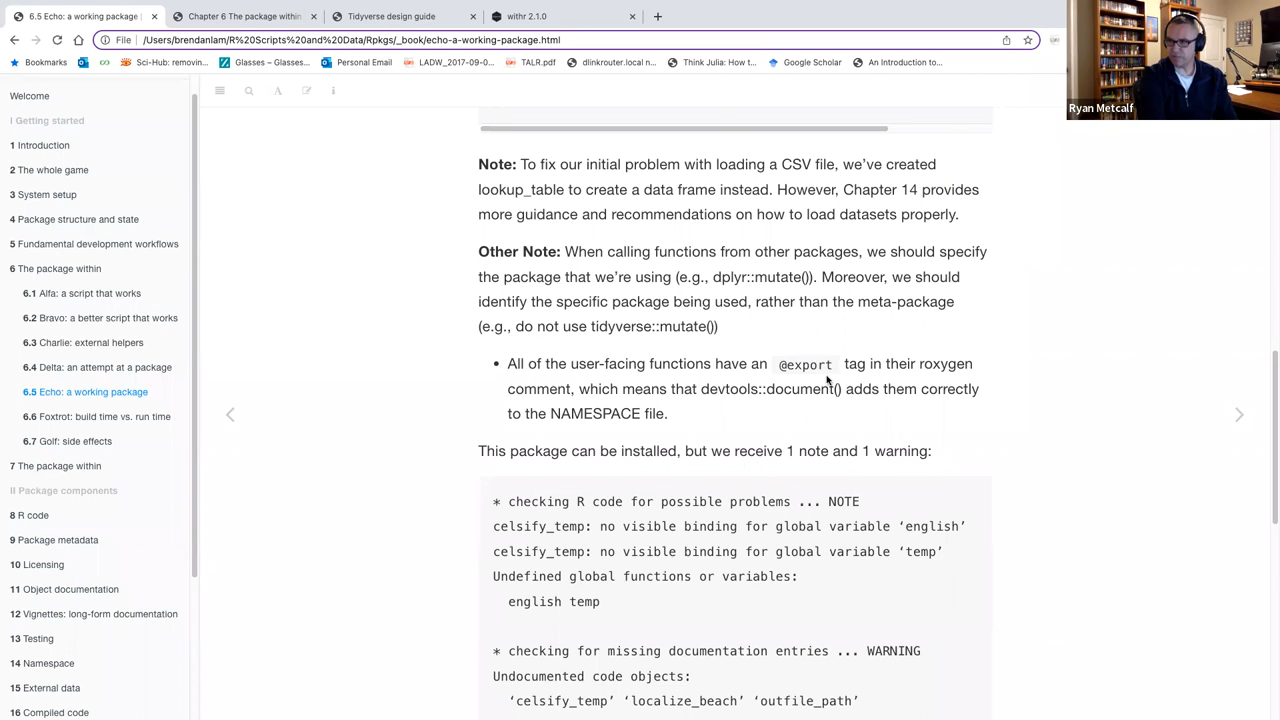 6.5 Echo: a working package |
Chapter 6 The package within
Tidyverse design guide
withr 2.1.0
File
/Users/brendanlam/R%20Scripts%20and%20Data/Rpkgs/_book/echo-a-working-package.html
Bookmarks
Sci-Hub: removin...
Glasses – Glasses...
Personal Email
LADW_2017-09-0...
TALR.pdf
dlinkrouter.local n...
Think Julia: How t...
Google Scholar
An Introduction to...
Ryan Metcalf
Welcome
I Getting started
1 Introduction
2 The whole game
3 System setup
4 Package structure and state
5 Fundamental development workflows
6 The package within
6.1 Alfa: a script that works
6.2 Bravo: a better script that works
6.3 Charlie: external helpers
6.4 Delta: an attempt at a package
6.5 Echo: a working package
6.6 Foxtrot: build time vs. run time
6.7 Golf: side effects
7 The package within
II Package components
8 R code
9 Package metadata
10 Licensing
11 Object documentation
12 Vignettes: long-form documentation
13 Testing
14 Namespace
15 External data
16 Compiled code
Note: To fix our initial problem with loading a CSV file, we've created
lookup_table to create a data frame instead. However, Chapter 14 provides
more guidance and recommendations on how to load datasets properly.
Other Note: When calling functions from other packages, we should specify
the package that we're using (e.g., dplyr::mutate()). Moreover, we should
identify the specific package being used, rather than the meta-package
(e.g., do not use tidyverse::mutate())
• All of the user-facing functions have an @export tag in their roxygen
comment, which means that devtools::document() adds them correctly
to the NAMESPACE file.
This package can be installed, but we receive 1 note and 1 warning:
* checking R code for possible problems ... NOTE
celsify_temp: no visible binding for global variable ‘english’
celsify_temp: no visible binding for global variable ‘temp’
Undefined global functions or variables:
english temp
* checking for missing documentation entries ... WARNING
Undocumented code objects:
‘celsify_temp’ ‘localize_beach’ ‘outfile_path’